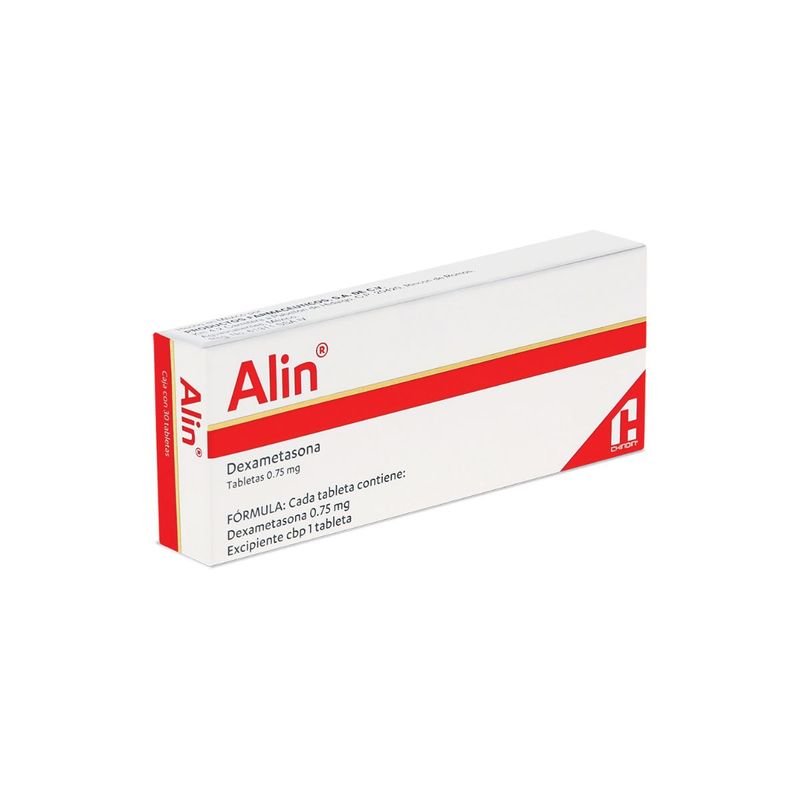 PRODUCTOS FARMACÉUTICOS, S.A. DE C.V.
Alin®
Caja con 30 tabletas
Alin®
Dexametasona
Tabletas 0.75 mg
FÓRMULA: Cada tableta contiene:
Dexametasona 0.75 mg
Excipiente cbp 1 tableta
CHINOIN